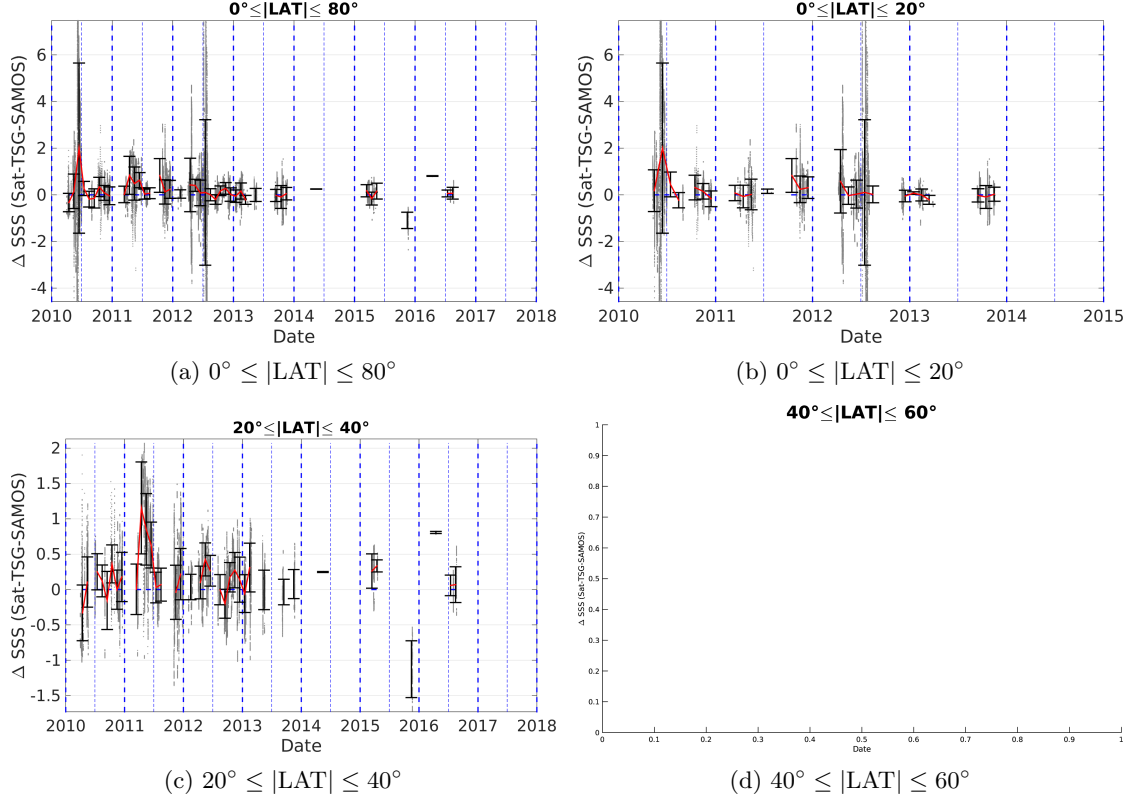 0°≤|LAT|≤ 80°
Δ SSS (Sat-TSG-SAMOS)
6
4
2
0
-2
-4
2010 2011 2012 2013 2014 2015 2016 2017 2018
Date
(a) 0° ≤ |LAT| ≤ 80°
0°≤|LAT|≤ 20°
Δ SSS (Sat-TSG-SAMOS)
6
4
2
0
-2
-4
2010 2011 2012 2013 2014 2015
Date
(b) 0° ≤ |LAT| ≤ 20°
20°≤|LAT|≤ 40°
Δ SSS (Sat-TSG-SAMOS)
2
1.5
1
0.5
0
-0.5
-1
-1.5
2010 2011 2012 2013 2014 2015 2016 2017 2018
Date
(c) 20° ≤ |LAT| ≤ 40°
40°≤|LAT|≤ 60°
Δ SSS (Sat-TSG-SAMOS)
1
0.9
0.8
0.7
0.6
0.5
0.4
0.3
0.2
0.1
0
0 0.1 0.2 0.3 0.4 0.5 0.6 0.7 0.8 0.9 1
Date
(d) 40° ≤ |LAT| ≤ 60°